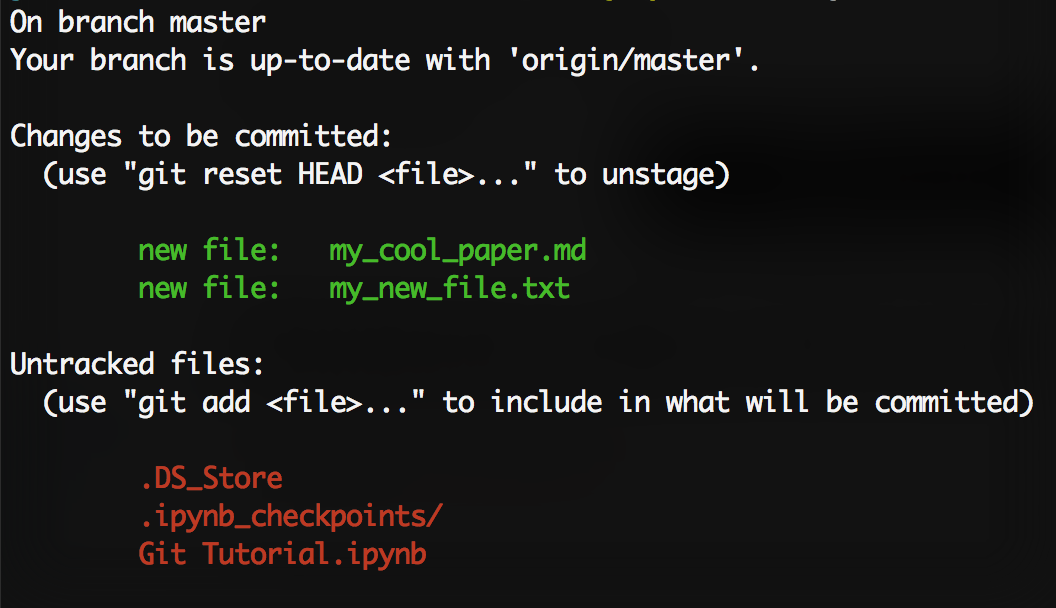 On branch master
Your branch is up-to-date with 'origin/master'.
Changes to be committed:
(use "git reset HEAD <file>..." to unstage)
new file: my_cool_paper.md
new file: my_new_file.txt
Untracked files:
(use "git add <file>..." to include in what will be committed)
.DS_Store
.ipynb_checkpoints/
Git Tutorial.ipynb